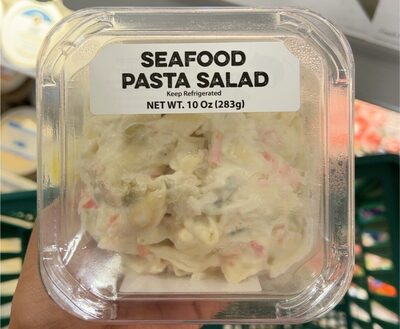 SEAFOOD
PASTA SALAD
Keep Refrigerated
NET WT. 10 Oz (283g)